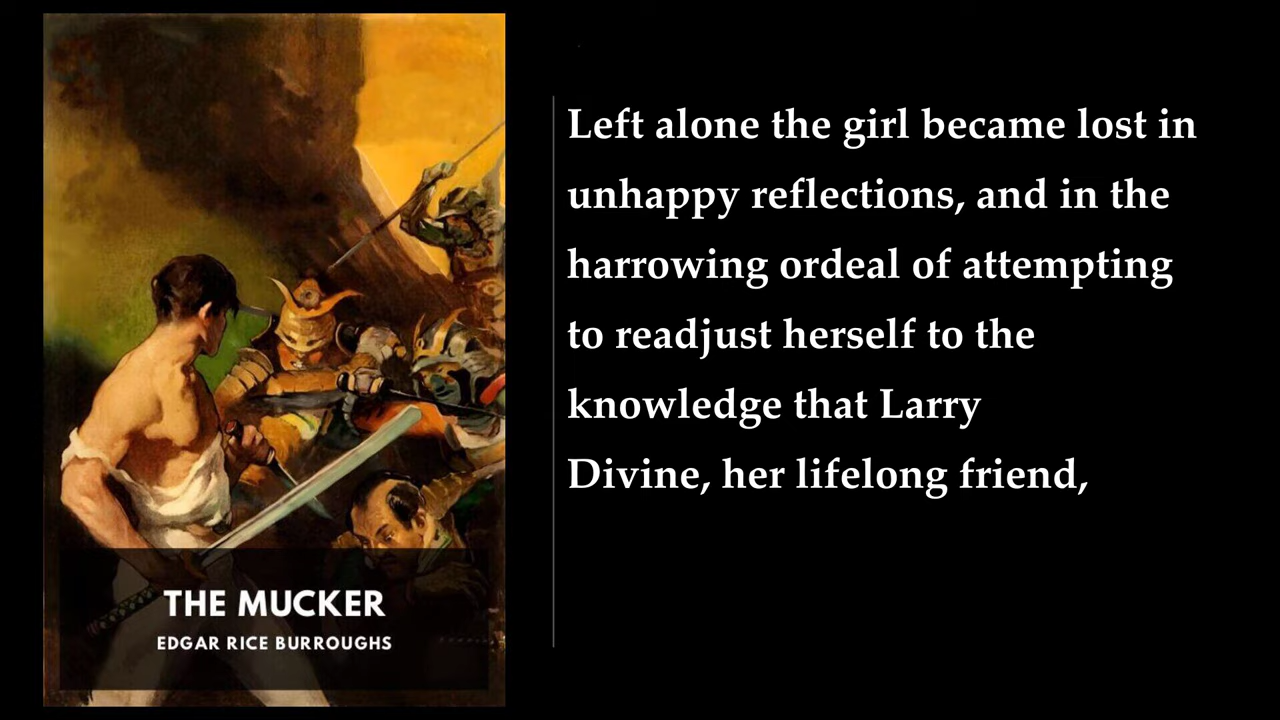 THE MUCKER
EDGAR RICE BURROUGHS
Left alone the girl became lost in
unhappy reflections, and in the
harrowing ordeal of attempting
to readjust herself to the
knowledge that Larry
Divine, her lifelong friend,